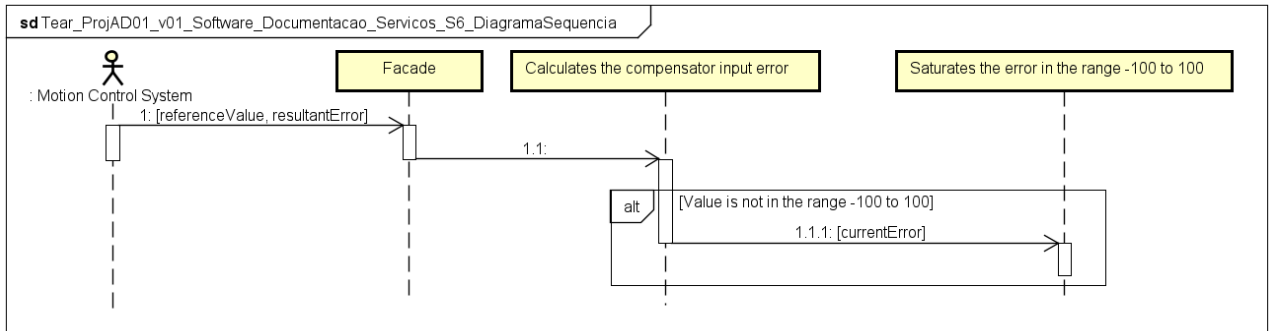 sd Tear_ProjAD01_v01_Software_Documentacao_Servicos_S6_DiagramaSequencia
Facade
Calculates the compensator input error
Saturates the error in the range -100 to 100
: Motion Control System
1: [referenceValue, resultantError]
1.1:
alt
[Value is not in the range -100 to 100]
1.1.1: [currentError]